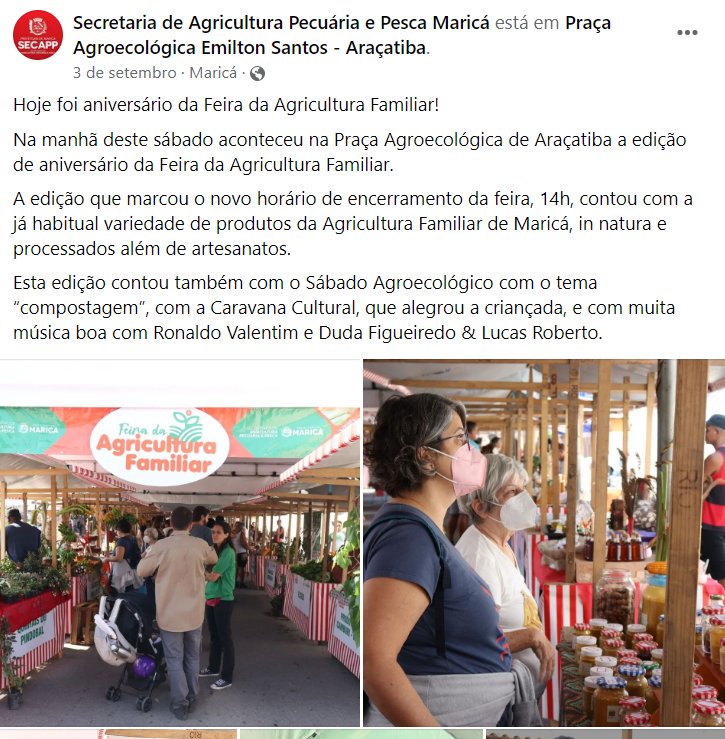 Secretaria de Agricultura Pecuária e Pesca Maricá está em Praça
Agroecológica Emilton Santos - Araçatiba.
3 de setembro · Maricá ·
SECAPP
Hoje foi aniversário da Feira da Agricultura Familiar!
Na manhã deste sábado aconteceu na Praça Agroecológica de Araçatiba a edição
de aniversário da Feira da Agricultura Familiar.
A edição que marcou o novo horário de encerramento da feira, 14h, contou com a
já habitual variedade de produtos da Agricultura Familiar de Maricá, in natura e
processados além de artesanatos.
Esta edição contou também com o Sábado Agroecológico com o tema
“compostagem”, com a Caravana Cultural, que alegrou a criançada, e com muita
música boa com Ronaldo Valentim e Duda Figueiredo & Lucas Roberto.
MARICÁ
Feira da
Agricultura
Familiar
MARICÁ
PINDOBAL
RIO